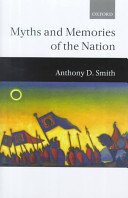 OXFORD
Myths and Memories
of the Nation
Anthony D. Smith